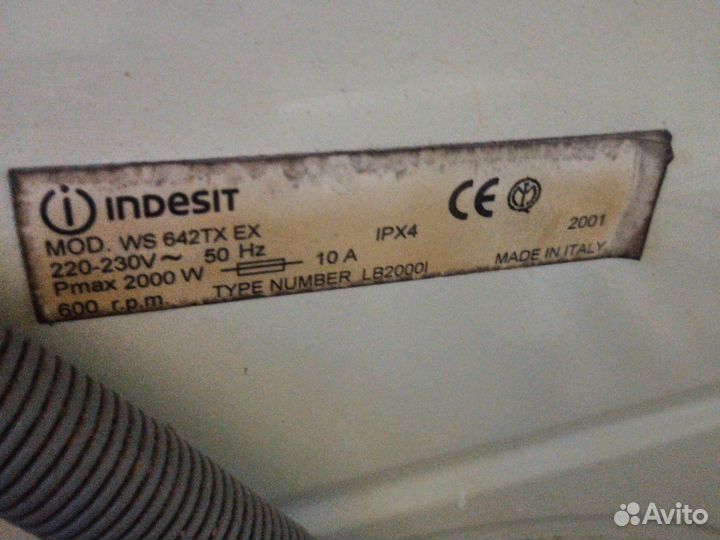 INDESIT
MOD. WS 642TX EX
220-230V~ 50 Hz IPX4 2001
Pmax 2000 W 10 A MADE IN ITALY
600 r.p.m. TYPE NUMBER LB2000I
CE
Avito